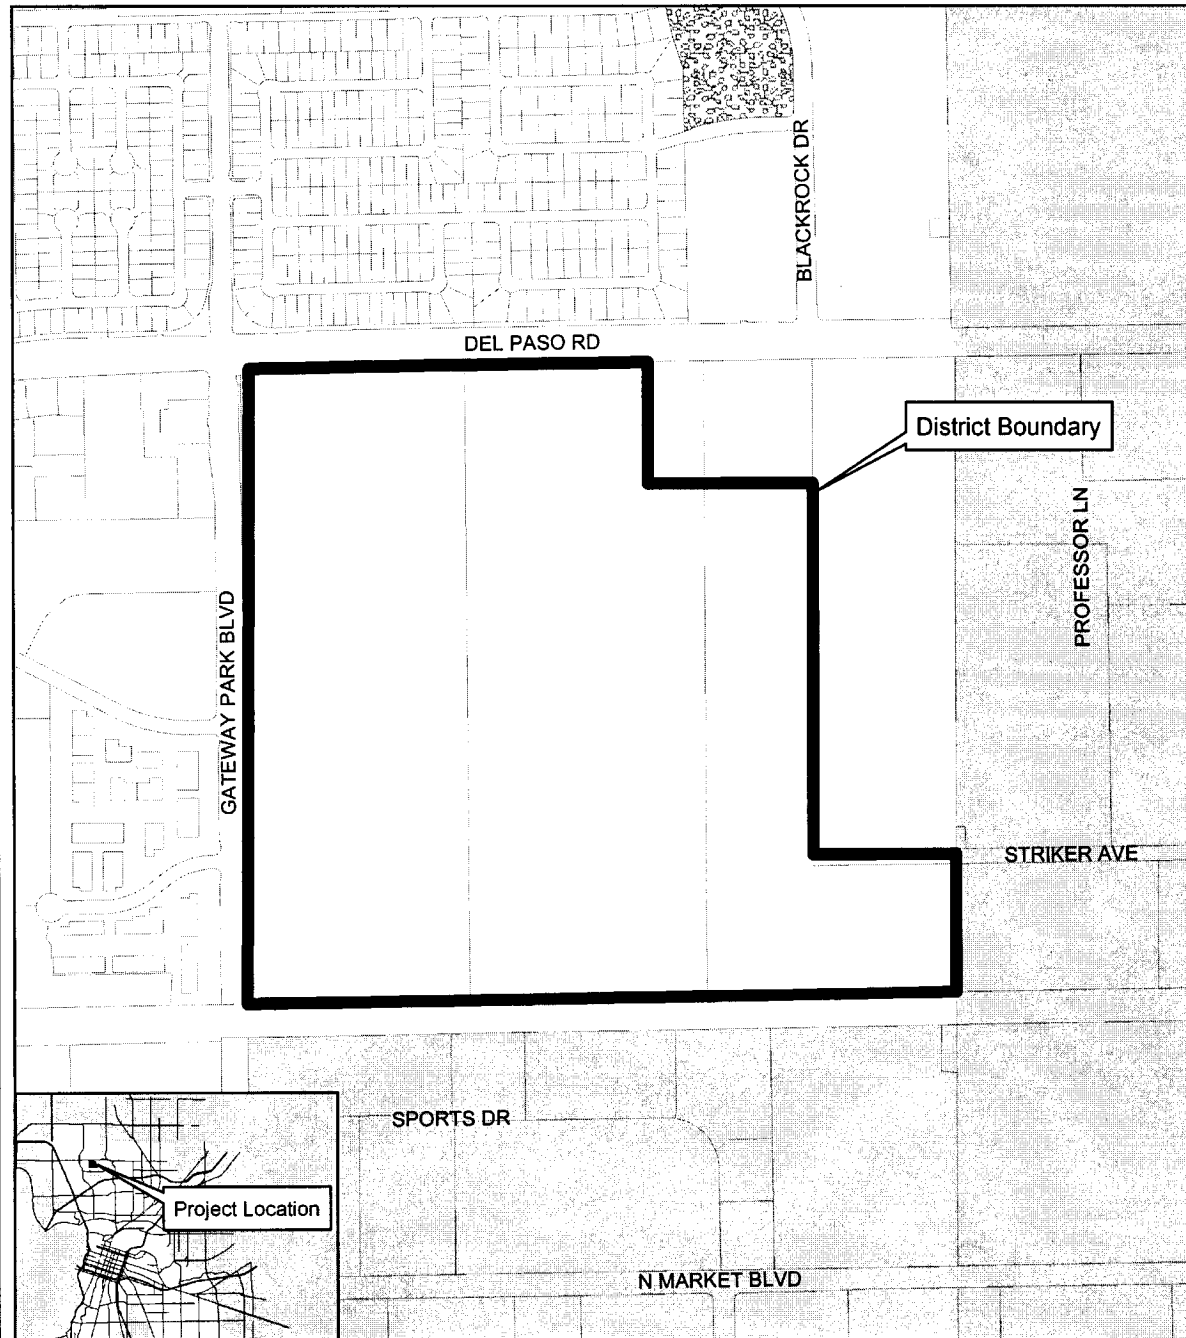 BLACKROCK DR
DEL PASO RD
District Boundary
PROFESSOR LN
GATEWAY PARK BLVD
STRIKER AVE
SPORTS DR
Project Location
N MARKET BLVD